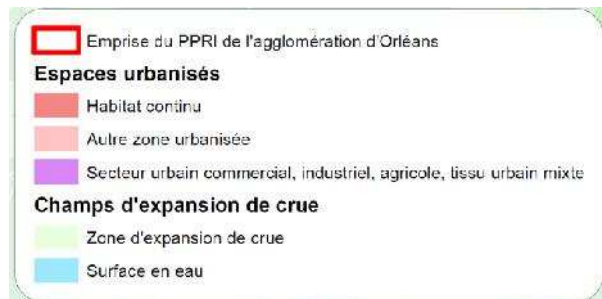 Emprise du PPRI de l'agglomération d'Orléans
Espaces urbanisés
Habitat continu
Autre zone urbanisée
Secteur urbain commercial, industriel, agricole, tissu urbain mixte
Champs d'expansion de crue
Zone d'expansion de crue
Surface en eau